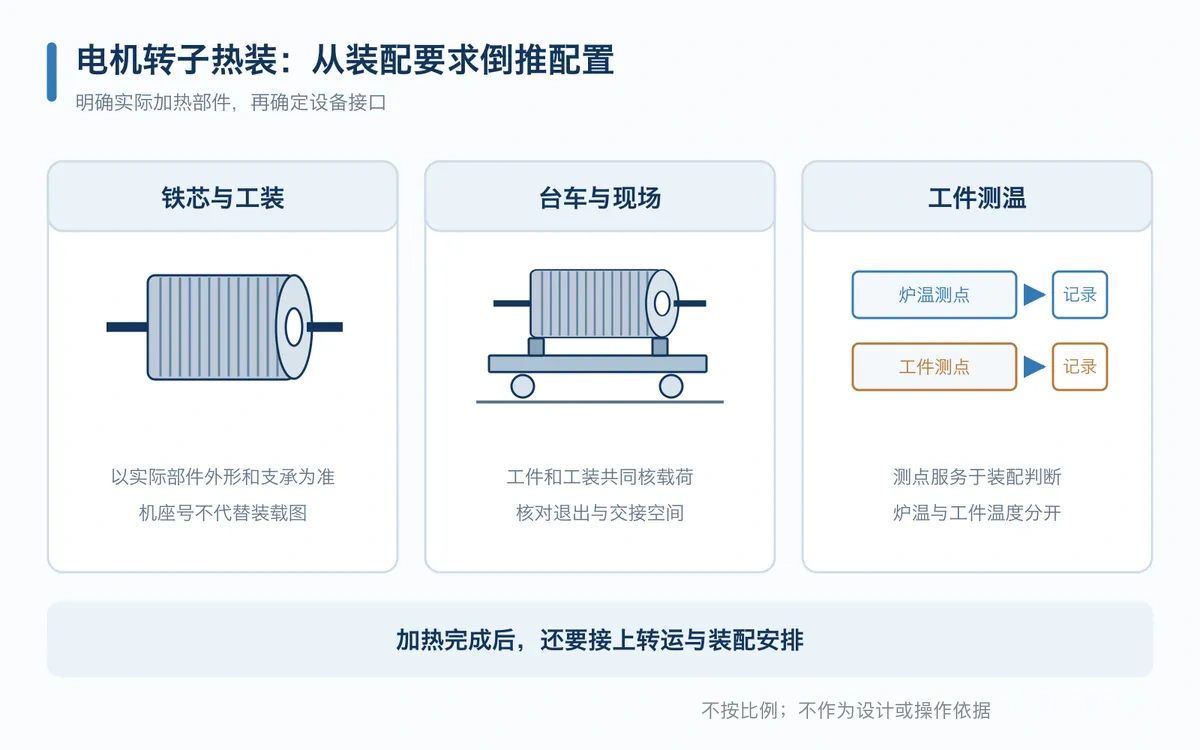 电机转子热装：从装配要求倒推配置
明确实际加热部件，再确定设备接口
铁芯与工装
台车与现场
工件测温
炉温测点
记录
工件测点
记录
以实际部件外形和支承为准
机座号不代替装载图
工件和工装共同核载荷
核对退出与交接空间
测点服务于装配判断
炉温与工件温度分开
加热完成后，还要接上转运与装配安排
不按比例；不作为设计或操作依据